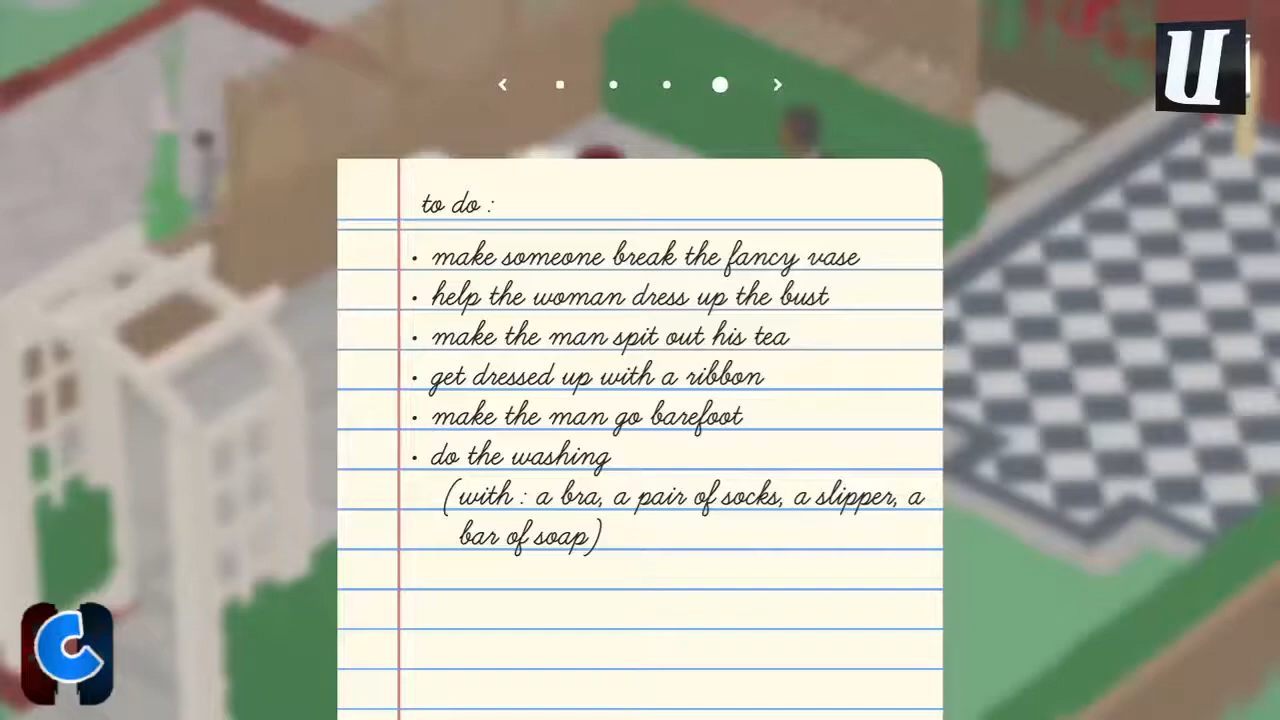 U
to do :
• make someone break the fancy vase
• help the woman dress up the bust
• make the man spit out his tea
• get dressed up with a ribbon
• make the man go barefoot
• do the washing
(with : a bra, a pair of socks, a slipper, a
bar of soap)
C